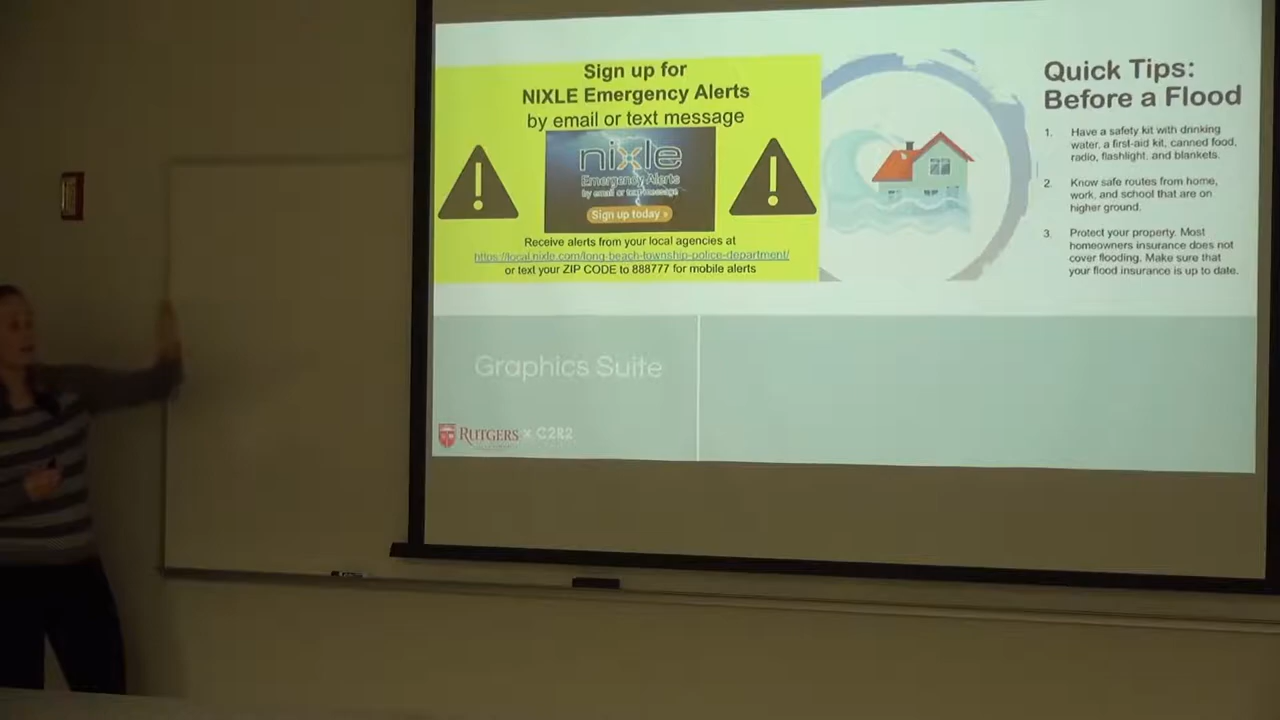 Sign up for
NIXLE Emergency Alerts
by email or text message
nixle
Emergency Alerts
by email or text message
Sign up today »
Receive alerts from your local agencies at
https://local.nixle.com/long-beach-township-police-department/
or text your ZIP CODE to 888777 for mobile alerts
Quick Tips:
Before a Flood
1. Have a safety kit with drinking
water, a first-aid kit, canned food,
radio, flashlight, and blankets.
2. Know safe routes from home,
work, and school that are on
higher ground.
3. Protect your property. Most
homeowners insurance does not
cover flooding. Make sure that
your flood insurance is up to date.
Graphics Suite
RUTGERS × C2R2